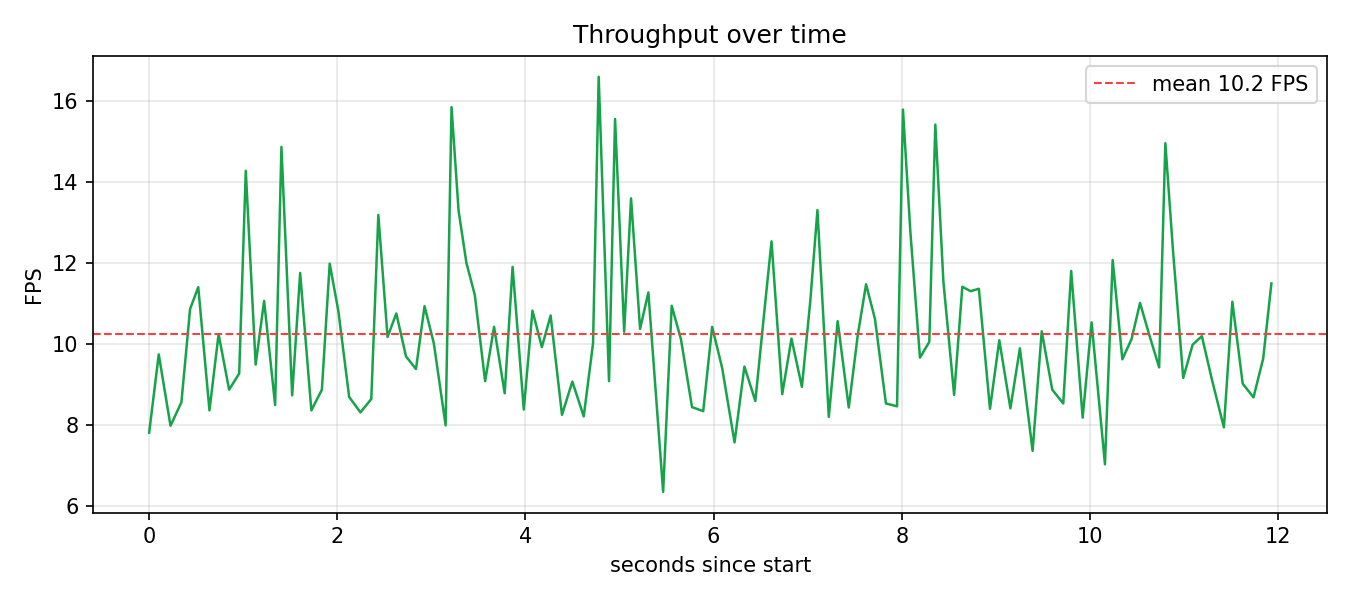 Throughput over time
mean 10.2 FPS
FPS
16
14
12
10
8
6
0 2 4 6 8 10 12
seconds since start